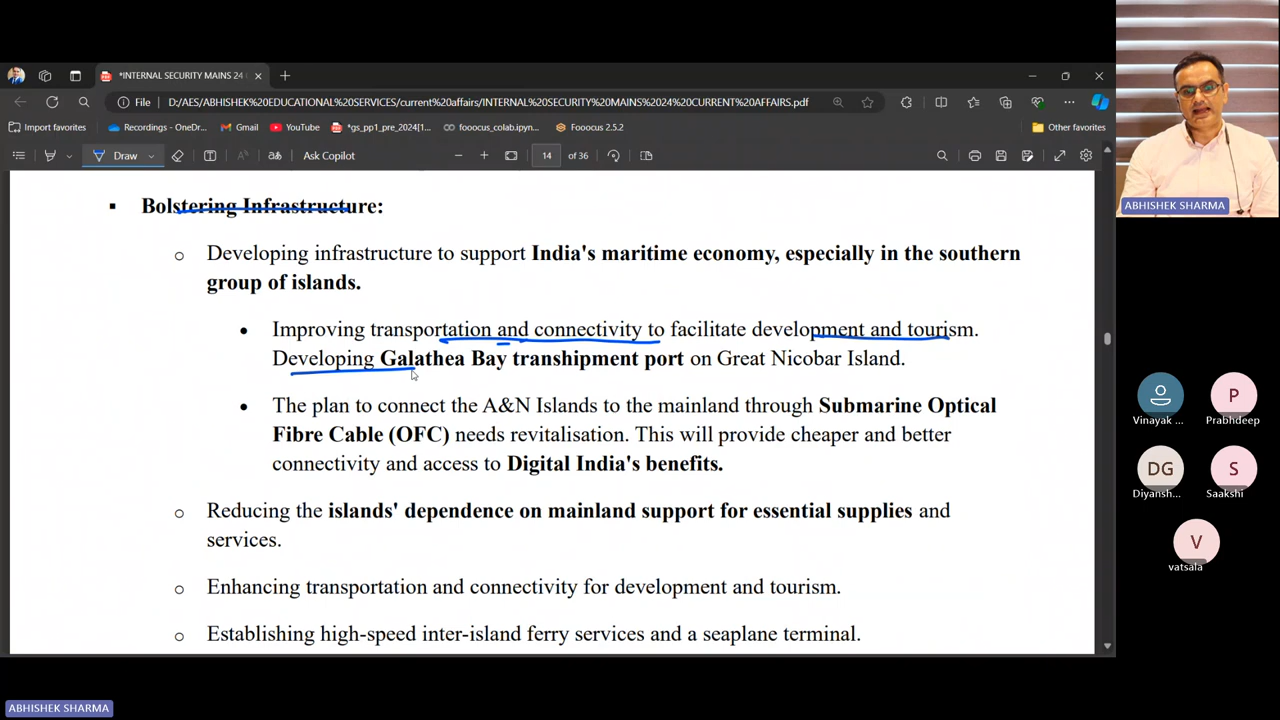 *INTERNAL SECURITY MAINS 24 C
File
D:/AES/ABHISHEK%20EDUCATIONAL%20SERVICES/current%20affairs/INTERNAL%20SECURITY%20MAINS%202024%20CURRENT%20AFFAIRS.pdf
Import favorites
Recordings - OneDr...
Gmail
YouTube
*gs_pp1_pre_2024[1...
fooocus_colab.ipyn...
Fooocus 2.5.2
Other favorites
Draw
Ask Copilot
14 of 36
Bolstering Infrastructure:
Developing infrastructure to support India's maritime economy, especially in the southern
group of islands.
Improving transportation and connectivity to facilitate development and tourism.
Developing Galathea Bay transhipment port on Great Nicobar Island.
The plan to connect the A&N Islands to the mainland through Submarine Optical
Fibre Cable (OFC) needs revitalisation. This will provide cheaper and better
connectivity and access to Digital India's benefits.
Reducing the islands' dependence on mainland support for essential supplies and
services.
Enhancing transportation and connectivity for development and tourism.
Establishing high-speed inter-island ferry services and a seaplane terminal.
ABHISHEK SHARMA
P
Vinayak ...
Prabhdeep
DG
S
Diyansh...
Saakshi
V
vatsala
ABHISHEK SHARMA